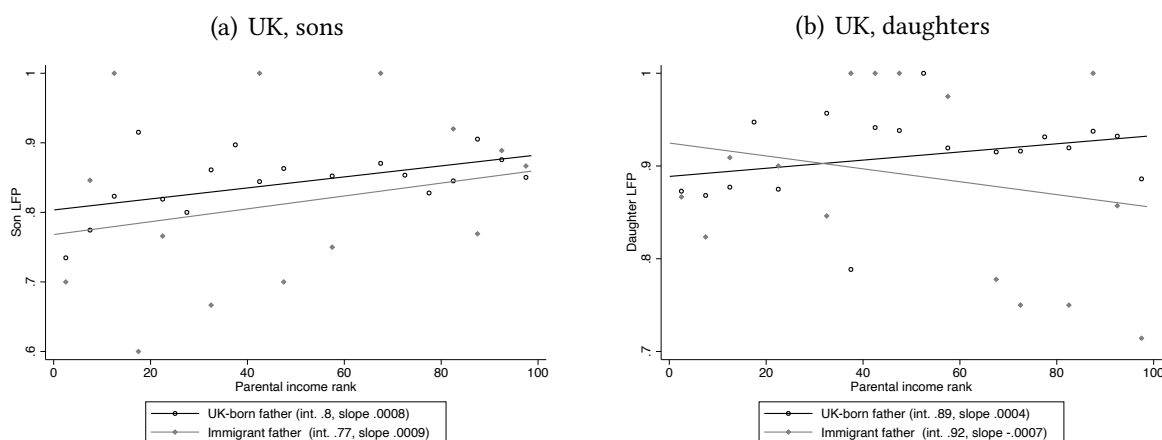 (a) UK, sons
1
.9
.8
.7
.6
Son LFP
0 20 40 60 80 100
Parental income rank
UK-born father (int. .8, slope .0008)
Immigrant father (int. .77, slope .0009)
(b) UK, daughters
1
.9
.8
.7
Daughter LFP
0 20 40 60 80 100
Parental income rank
UK-born father (int. .89, slope .0004)
Immigrant father (int. .92, slope -.0007)